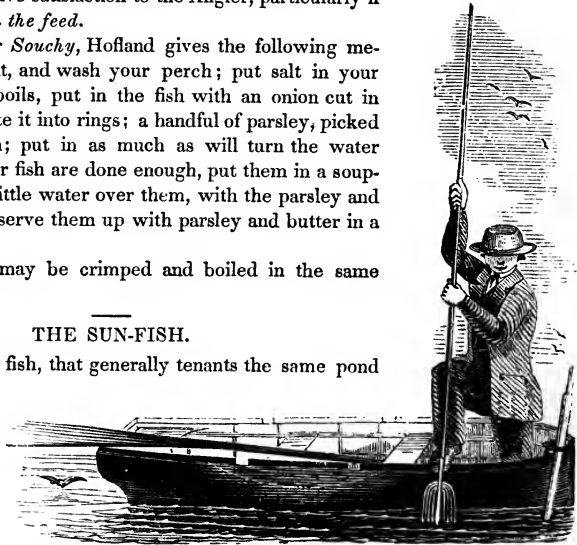 satisfaction to the Angler, particularly if
the feed.
Souchy, Hofland gives the following me-
t, and wash your perch; put salt in your
boils, put in the fish with an onion cut in
e it into rings; a handful of parsley, picked
; put in as much as will turn the water
r fish are done enough, put them in a soup-
ittle water over them, with the parsley and
serve them up with parsley and butter in a
may be crimped and boiled in the same
THE SUN-FISH.
fish, that generally tenants the same pond